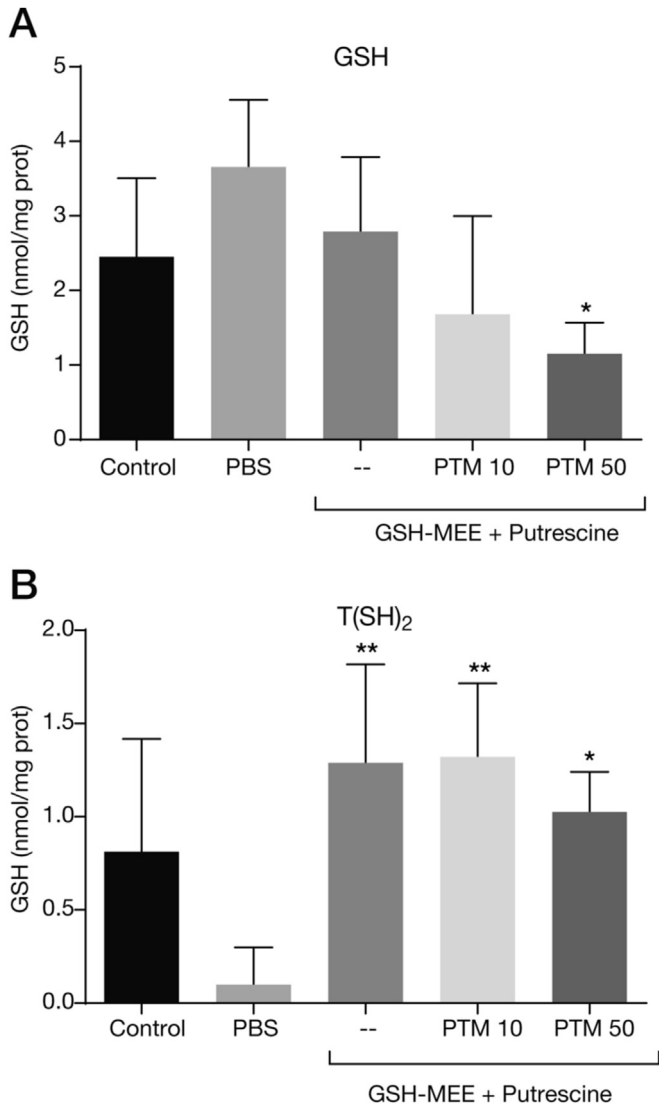 A
GSH
GSH (nmol/mg prot)
5
4
3
2
1
0
*
Control PBS -- PTM 10 PTM 50
GSH-MEE + Putrescine
B
T(SH)₂
GSH (nmol/mg prot)
2.0
1.5
1.0
0.5
0.0
** ** *
Control PBS -- PTM 10 PTM 50
GSH-MEE + Putrescine